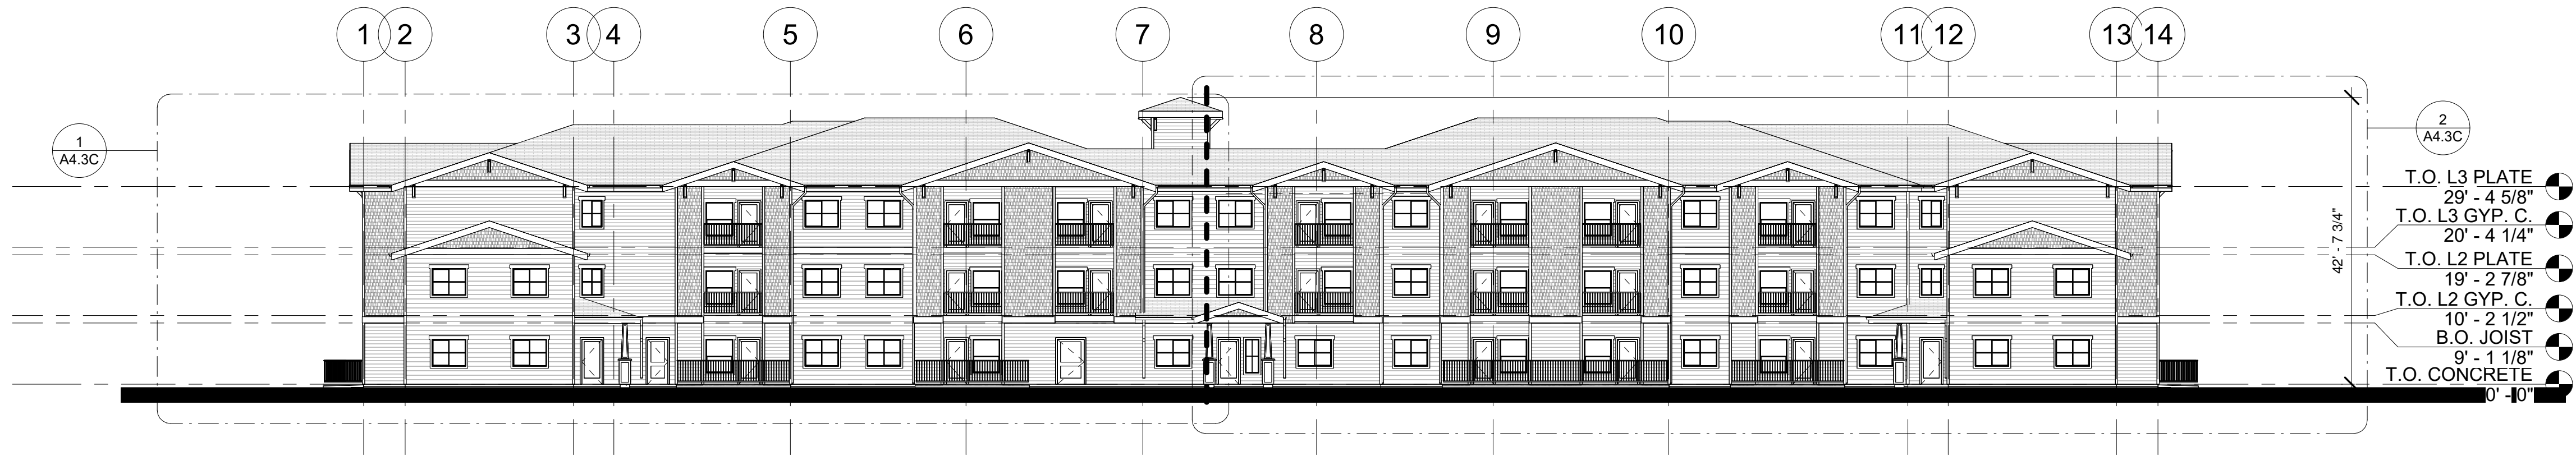 1 2 3 4 5 6 7 8 9 10 11 12 13 14
1
A4.3C
2
A4.3C
42' - 7 3/4"
T.O. L3 PLATE
29' - 4 5/8"
T.O. L3 GYP. C.
20' - 4 1/4"
T.O. L2 PLATE
19' - 2 7/8"
T.O. L2 GYP. C.
10' - 2 1/2"
B.O. JOIST
9' - 1 1/8"
T.O. CONCRETE
0' - 0"